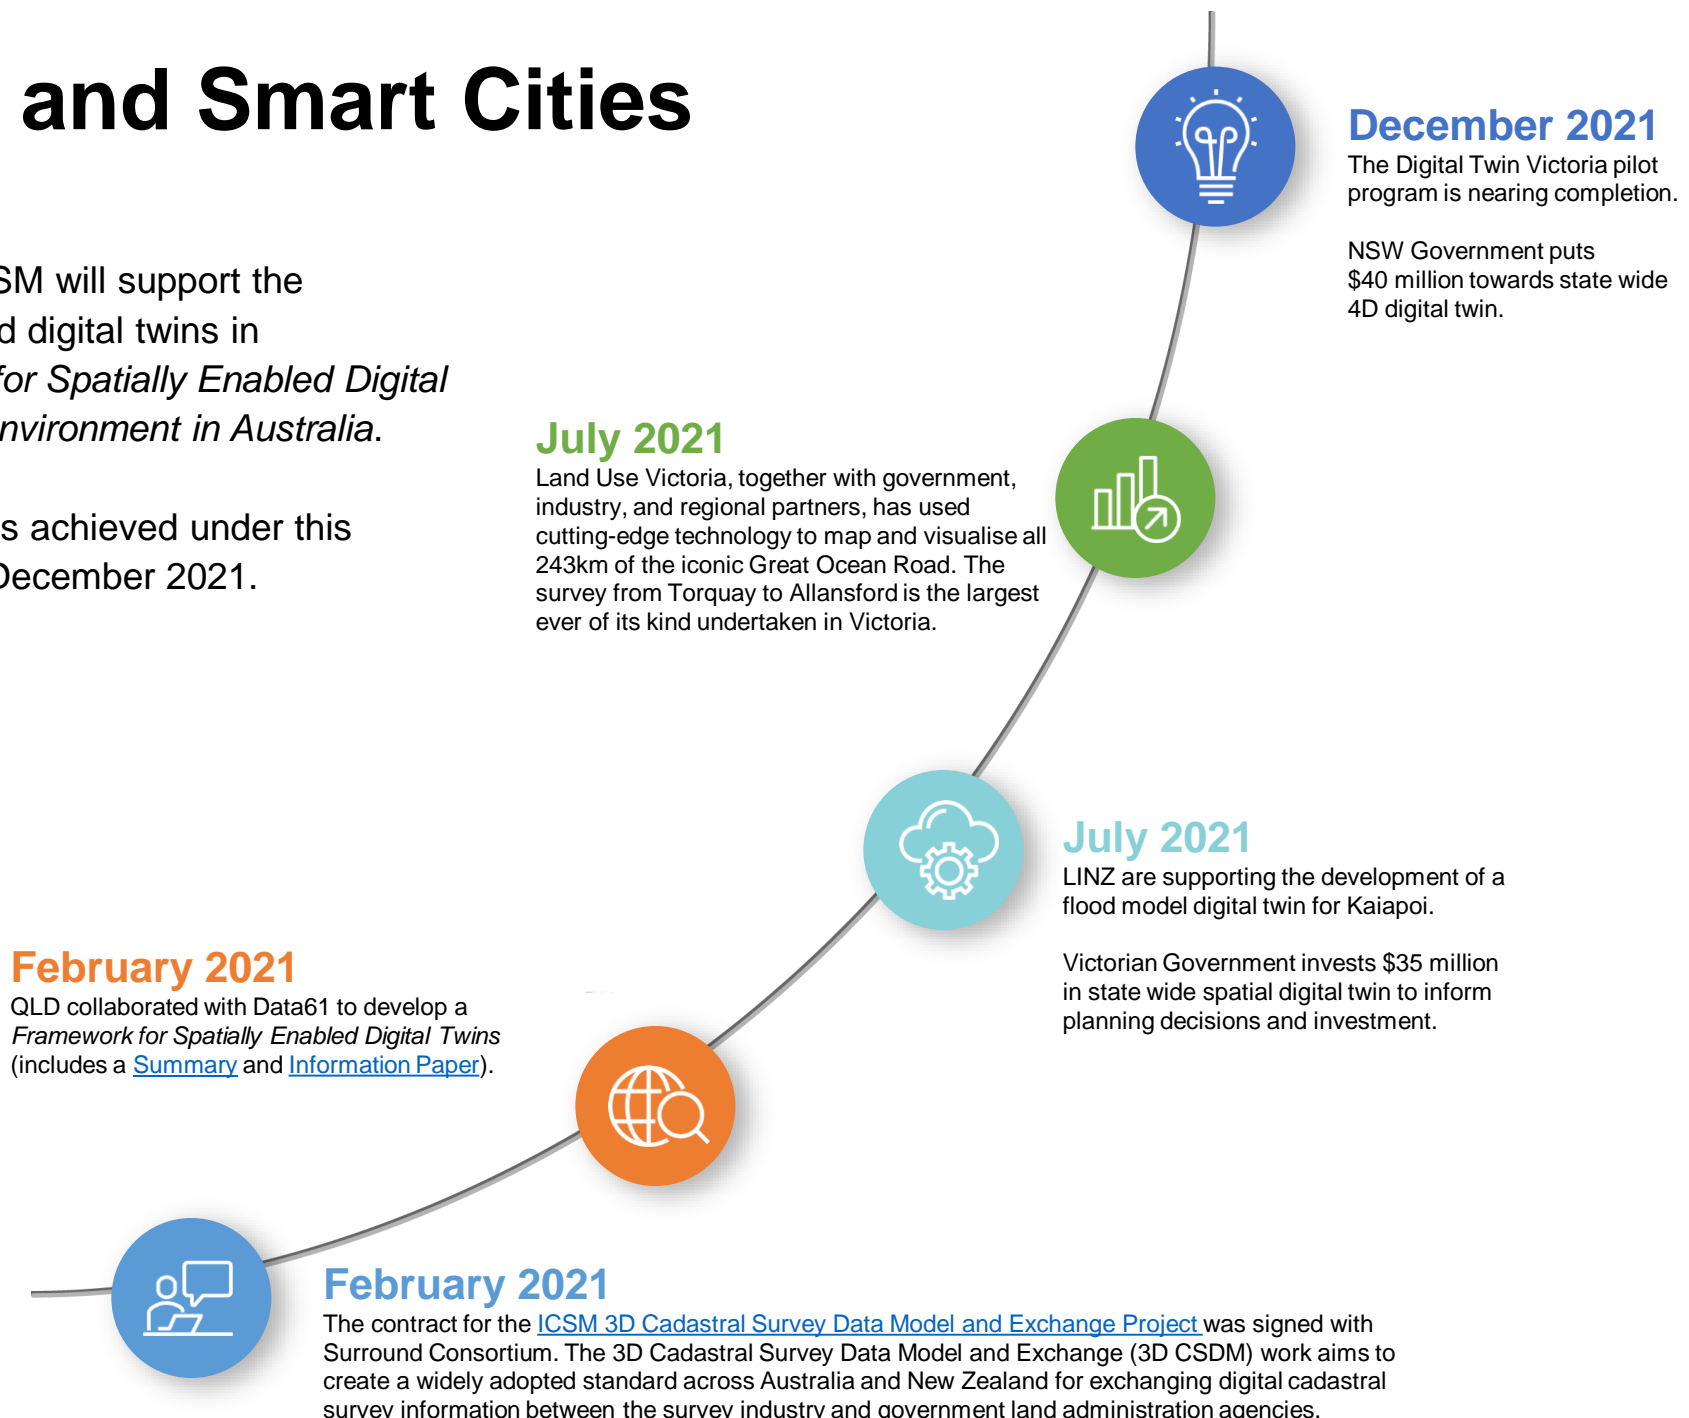 and Smart Cities
SM will support the
d digital twins in
for Spatially Enabled Digital
nvironment in Australia.
s achieved under this
December 2021.
December 2021
The Digital Twin Victoria pilot
program is nearing completion.
NSW Government puts
$40 million towards state wide
4D digital twin.
July 2021
Land Use Victoria, together with government,
industry, and regional partners, has used
cutting-edge technology to map and visualise all
243km of the iconic Great Ocean Road. The
survey from Torquay to Allansford is the largest
ever of its kind undertaken in Victoria.
July 2021
LINZ are supporting the development of a
flood model digital twin for Kaiapoi.
Victorian Government invests $35 million
in state wide spatial digital twin to inform
planning decisions and investment.
February 2021
QLD collaborated with Data61 to develop a
Framework for Spatially Enabled Digital Twins
(includes a Summary and Information Paper).
February 2021
The contract for the ICSM 3D Cadastral Survey Data Model and Exchange Project was signed with
Surround Consortium. The 3D Cadastral Survey Data Model and Exchange (3D CSDM) work aims to
create a widely adopted standard across Australia and New Zealand for exchanging digital cadastral
survey information between the survey industry and government land administration agencies.